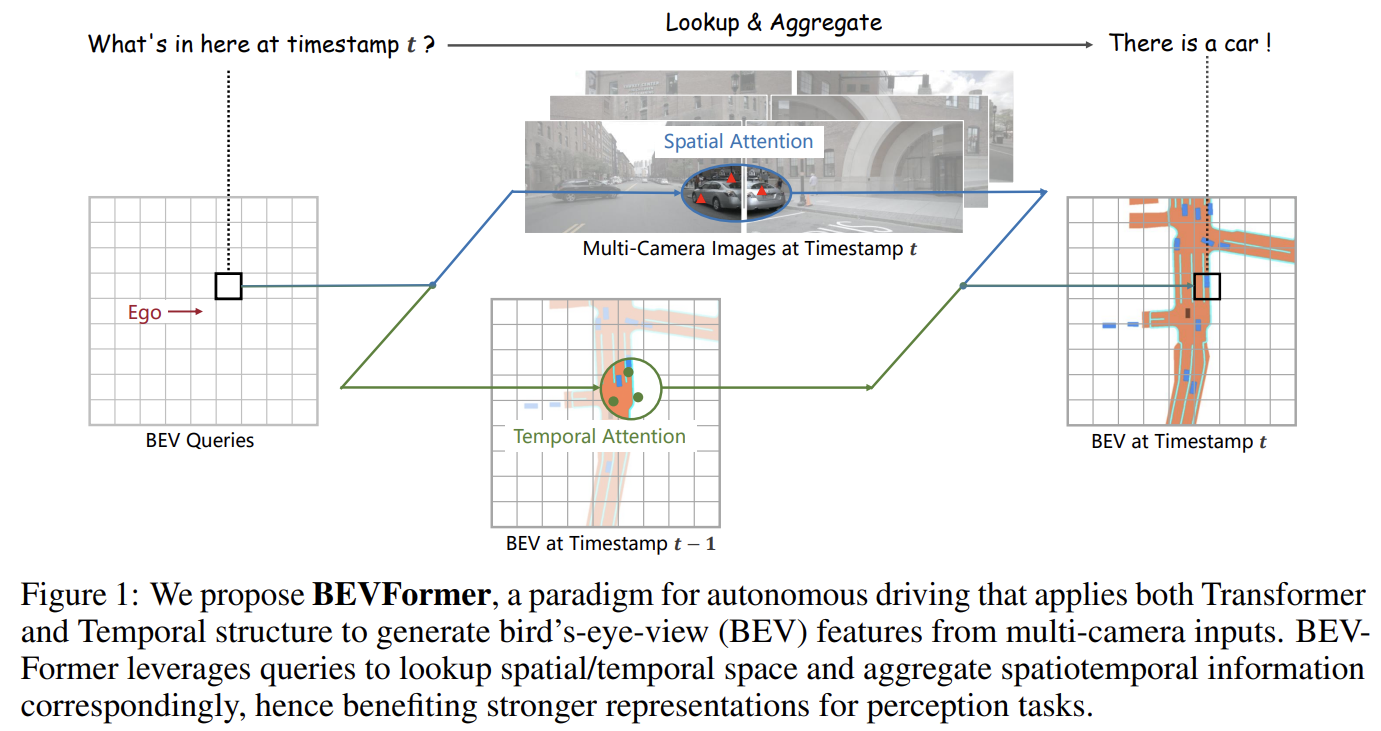 Lookup & Aggregate
What's in here at timestamp t ?
There is a car !
Spatial Attention
Multi-Camera Images at Timestamp t
Ego
BEV Queries
Temporal Attention
BEV at Timestamp t
BEV at Timestamp t − 1
Figure 1: We propose BEVFormer, a paradigm for autonomous driving that applies both Transformer
and Temporal structure to generate bird's-eye-view (BEV) features from multi-camera inputs. BEV-
Former leverages queries to lookup spatial/temporal space and aggregate spatiotemporal information
correspondingly, hence benefiting stronger representations for perception tasks.